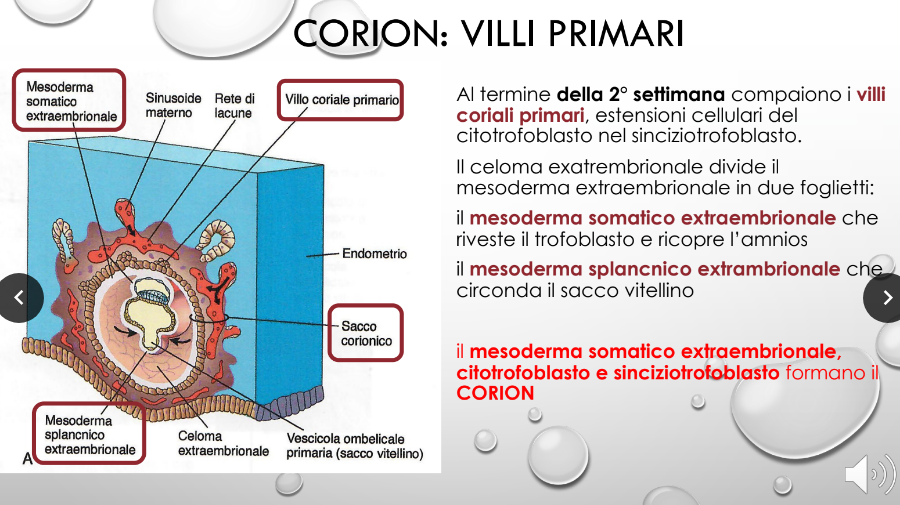 CORION: VILLI PRIMARI
Mesoderma
somatico
extraembrionale
Sinusoide
materno
Rete di
lacune
Villo coriale primario
Endometrio
Sacco
corionico
Mesoderma
splancnico
extraembrionale
Celoma
extraembrionale
Vescicola ombelicale
primaria (sacco vitellino)
A
Al termine della 2° settimana compaiono i villi
coriali primari, estensioni cellulari del
citotrofoblasto nel sinciziotrofoblasto.
Il celoma exatrembrionale divide il
mesoderma extraembrionale in due foglietti:
il mesoderma somatico extraembrionale che
riveste il trofoblasto e ricopre l'amnios
il mesoderma splancnico extrambrionale che
circonda il sacco vitellino
il mesoderma somatico extraembrionale,
citotrofoblasto e sinciziotrofoblasto formano il
CORION